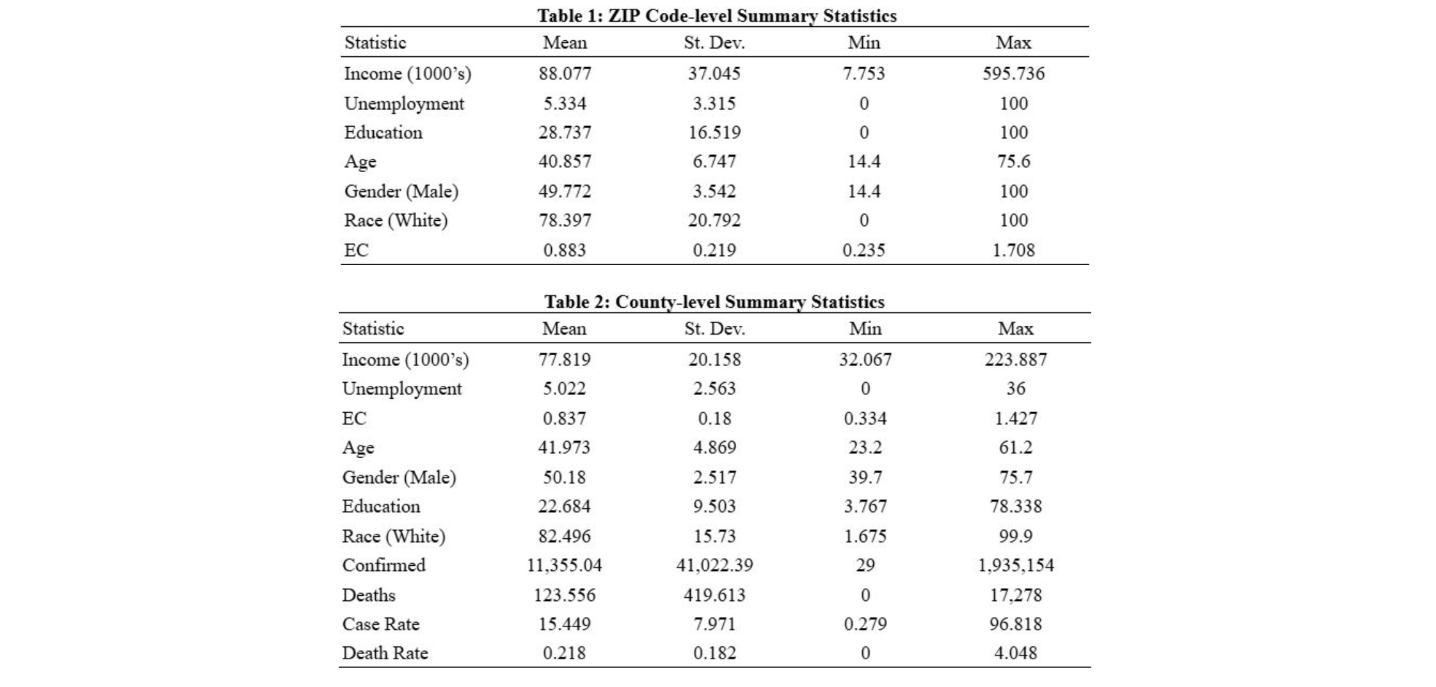 Table 1: ZIP Code-level Summary Statistics
Statistic Mean St. Dev. Min Max
Income (1000’s) 88.077 37.045 7.753 595.736
Unemployment 5.334 3.315 0 100
Education 28.737 16.519 0 100
Age 40.857 6.747 14.4 75.6
Gender (Male) 49.772 3.542 14.4 100
Race (White) 78.397 20.792 0 100
EC 0.883 0.219 0.235 1.708
Table 2: County-level Summary Statistics
Statistic Mean St. Dev. Min Max
Income (1000’s) 77.819 20.158 32.067 223.887
Unemployment 5.022 2.563 0 36
EC 0.837 0.18 0.334 1.427
Age 41.973 4.869 23.2 61.2
Gender (Male) 50.18 2.517 39.7 75.7
Education 22.684 9.503 3.767 78.338
Race (White) 82.496 15.73 1.675 99.9
Confirmed 11,355.04 41,022.39 29 1,935,154
Deaths 123.556 419.613 0 17,278
Case Rate 15.449 7.971 0.279 96.818
Death Rate 0.218 0.182 0 4.048